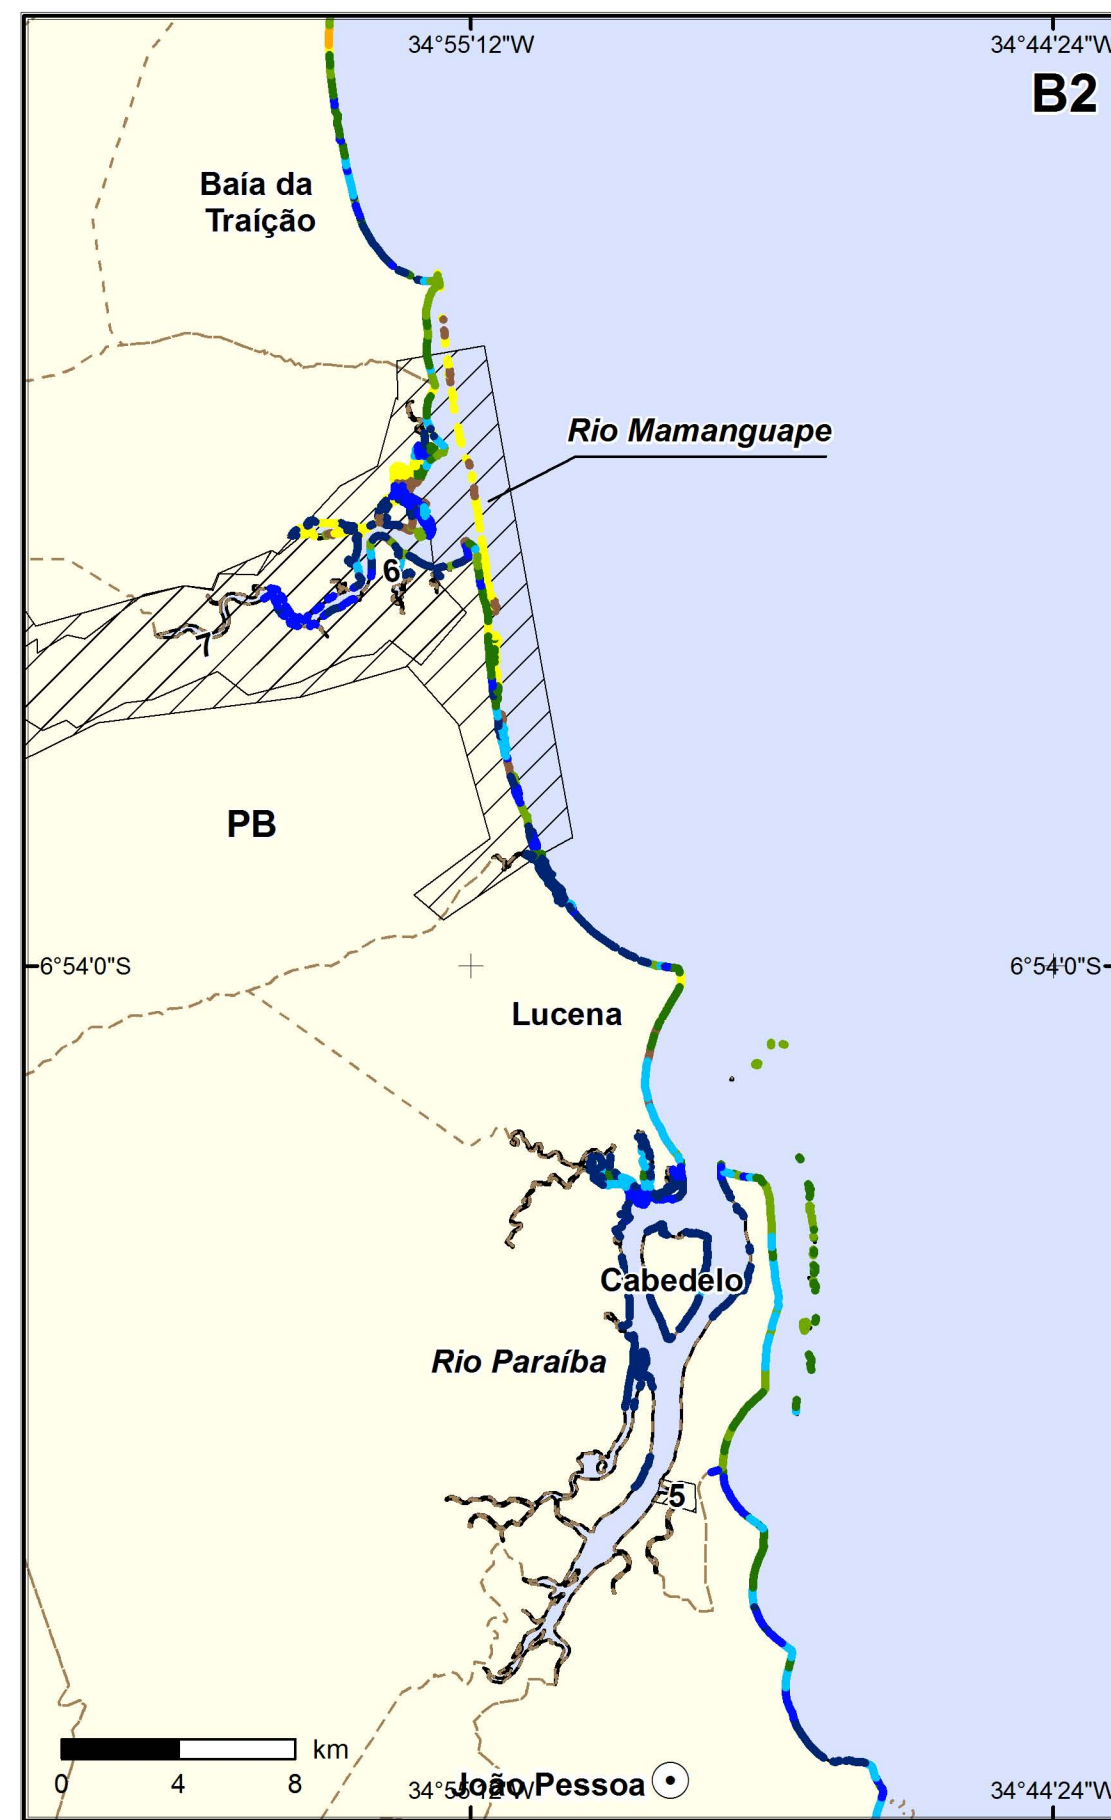 34°55'12"W
34°44'24"W
B2
Baía da
Traíção
Rio Mamanguape
6
7
PB
6°54'0"S
6°54'0"S
Lucena
Cabedelo
Rio Paraíba
5
km
0 4 8
João Pessoa
34°55'12"W
34°44'24"W